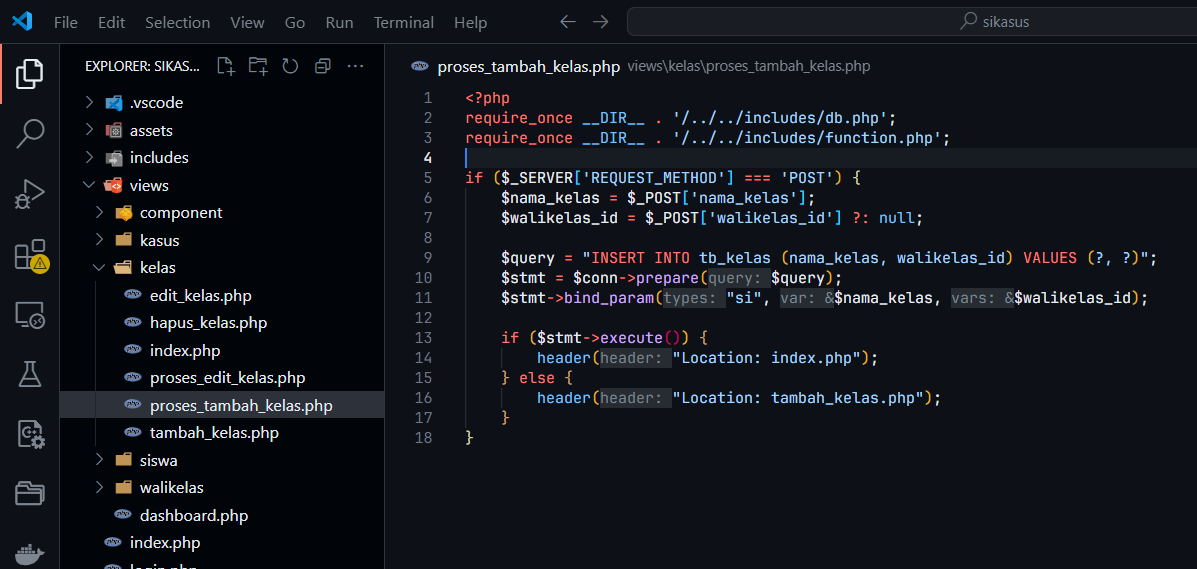 File Edit Selection View Go Run Terminal Help
sikasus
EXPLORER: SIKAS...
.vscode
assets
includes
views
component
kasus
kelas
edit_kelas.php
hapus_kelas.php
index.php
proses_edit_kelas.php
proses_tambah_kelas.php
tambah_kelas.php
siswa
walikelas
dashboard.php
index.php
login.php
proses_tambah_kelas.php views\kelas\proses_tambah_kelas.php
1 <?php
2 require_once __DIR__ . '/../../includes/db.php';
3 require_once __DIR__ . '/../../includes/function.php';
4
5 if ($_SERVER['REQUEST_METHOD'] === 'POST') {
6 $nama_kelas = $_POST['nama_kelas'];
7 $walikelas_id = $_POST['walikelas_id'] ?: null;
8
9 $query = "INSERT INTO tb_kelas (nama_kelas, walikelas_id) VALUES (?, ?)";
10 $stmt = $conn->prepare(query: $query);
11 $stmt->bind_param(types: "si", var: &$nama_kelas, vars: &$walikelas_id);
12
13 if ($stmt->execute()) {
14 header(header: "Location: index.php");
15 } else {
16 header(header: "Location: tambah_kelas.php");
17 }
18 }